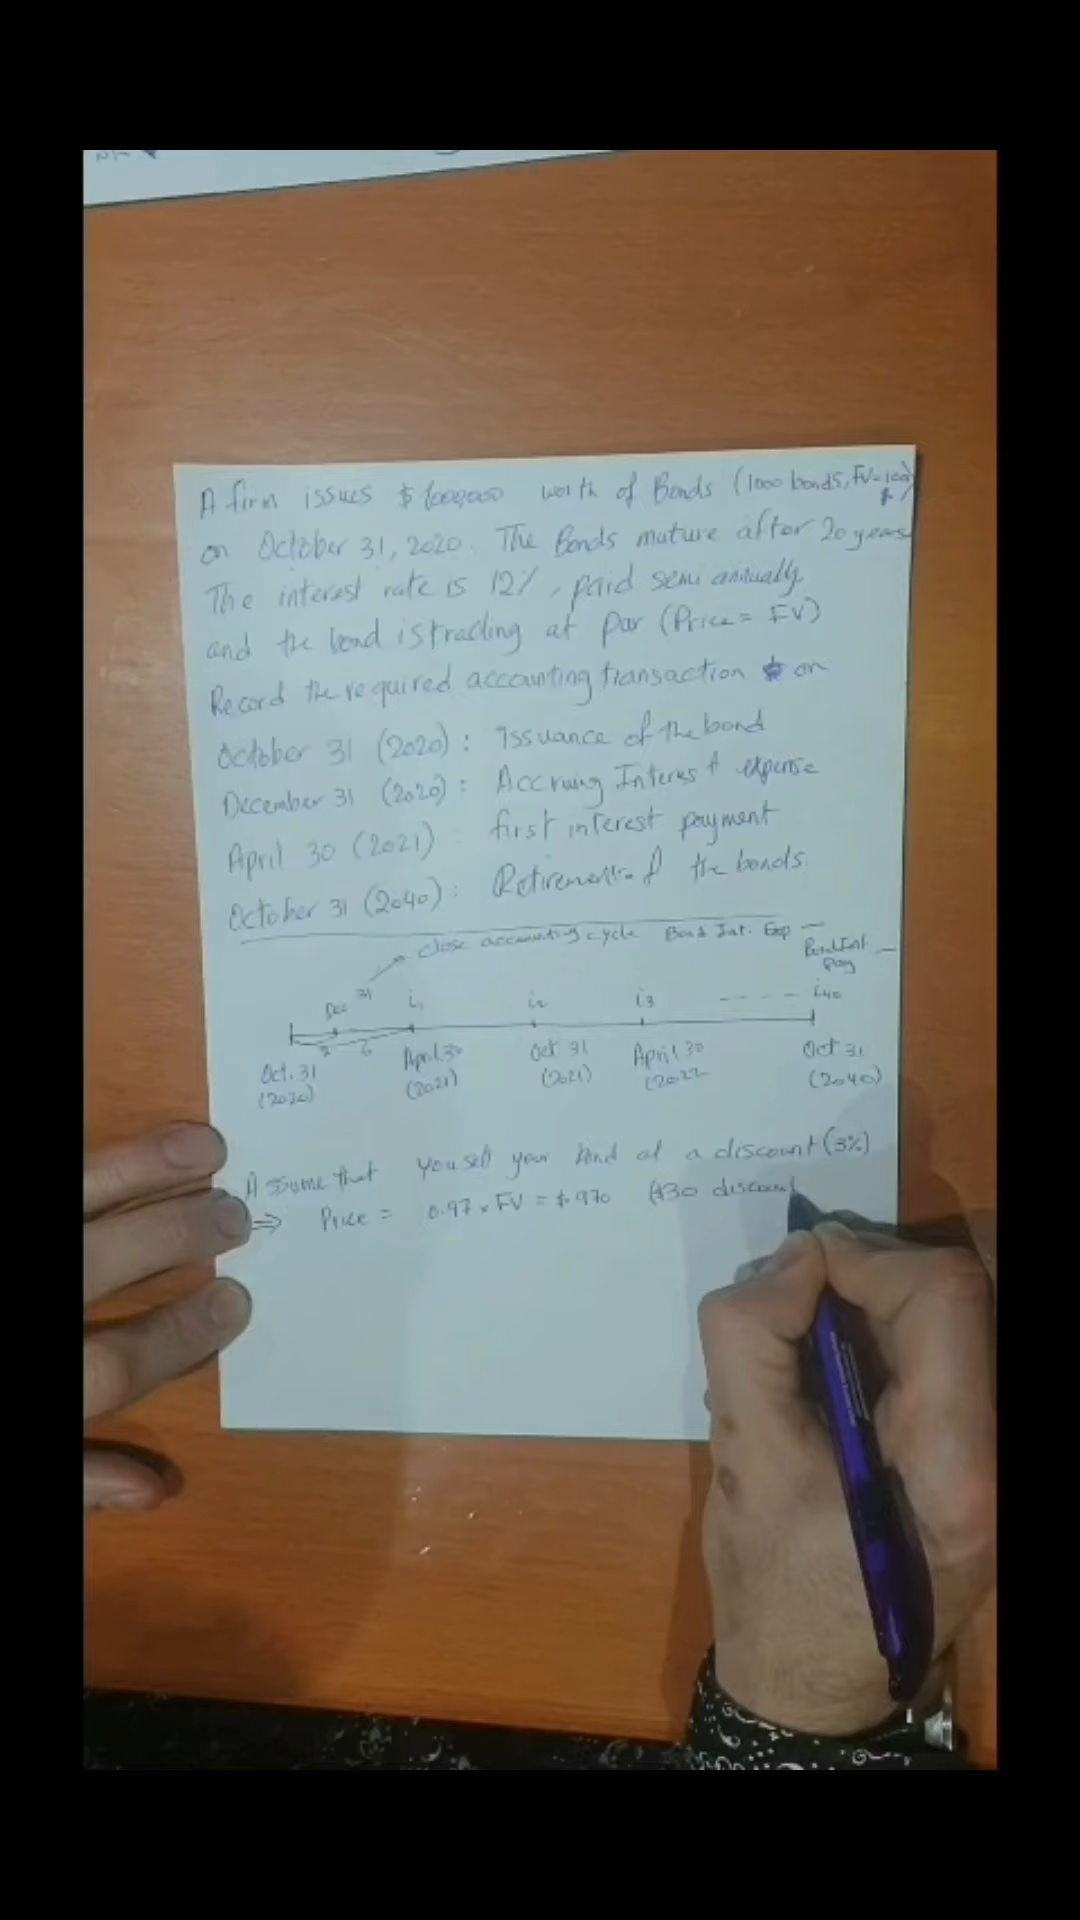 A firm issues $1,000,000 worth of Bonds (1000 bonds, FV=1000$)
on October 31, 2020. The Bonds mature after 20 years
The interest rate is 12%, paid semi annually
and the bond is trading at par (Price = FV)
Record the required accounting transaction on
October 31 (2020): Issuance of the bond
December 31 (2020): Accruing Interest expense
April 30 (2021): first interest payment
October 31 (2040): Retirement of the bonds.
close accounting cycle Bond Int. Exp —
Bond Int Pay —
Dec 31 i1 i2 i3 ---- i40
2 6
Oct. 31 April 30 Oct 31 April 30 Oct 31
(2020) (2021) (2021) (2022 (2040)
Assume that you sell your bond at a discount (3%)
⇒ Price = 0.97 x FV = $970 ($30 discount